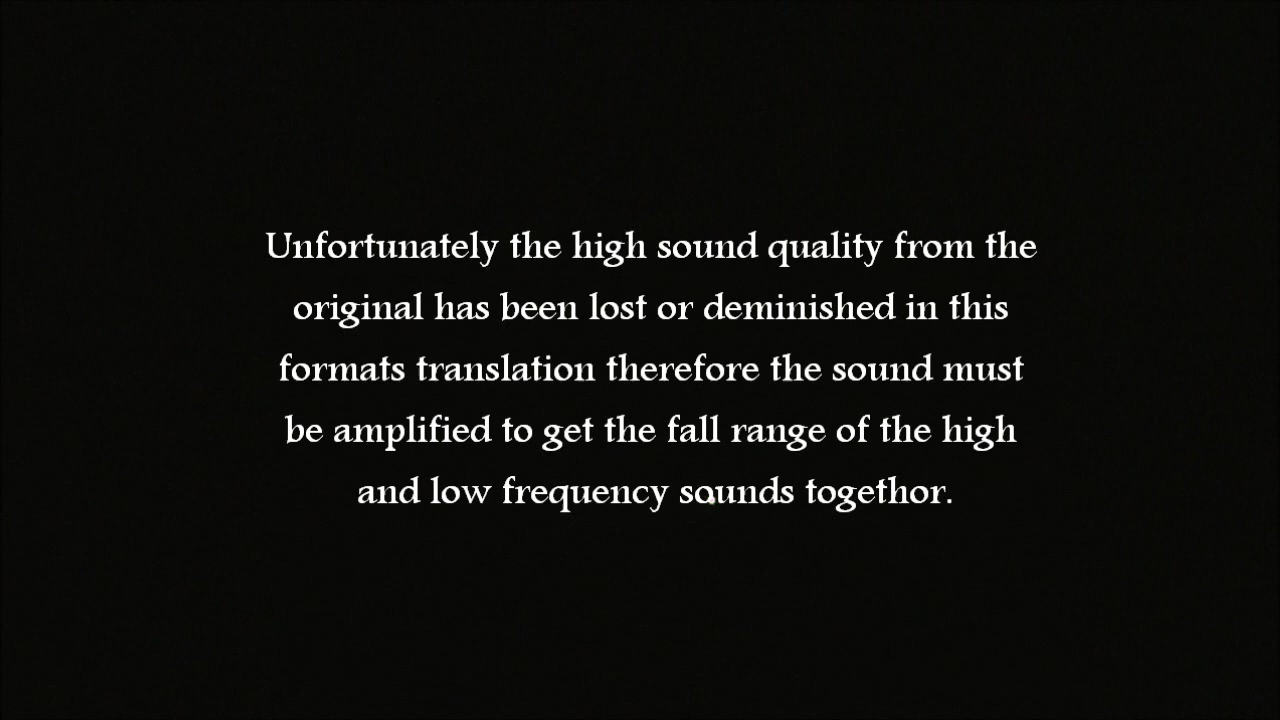 Unfortunately the high sound quality from the
original has been lost or deminished in this
formats translation therefore the sound must
be amplified to get the fall range of the high
and low frequency sounds togethor.